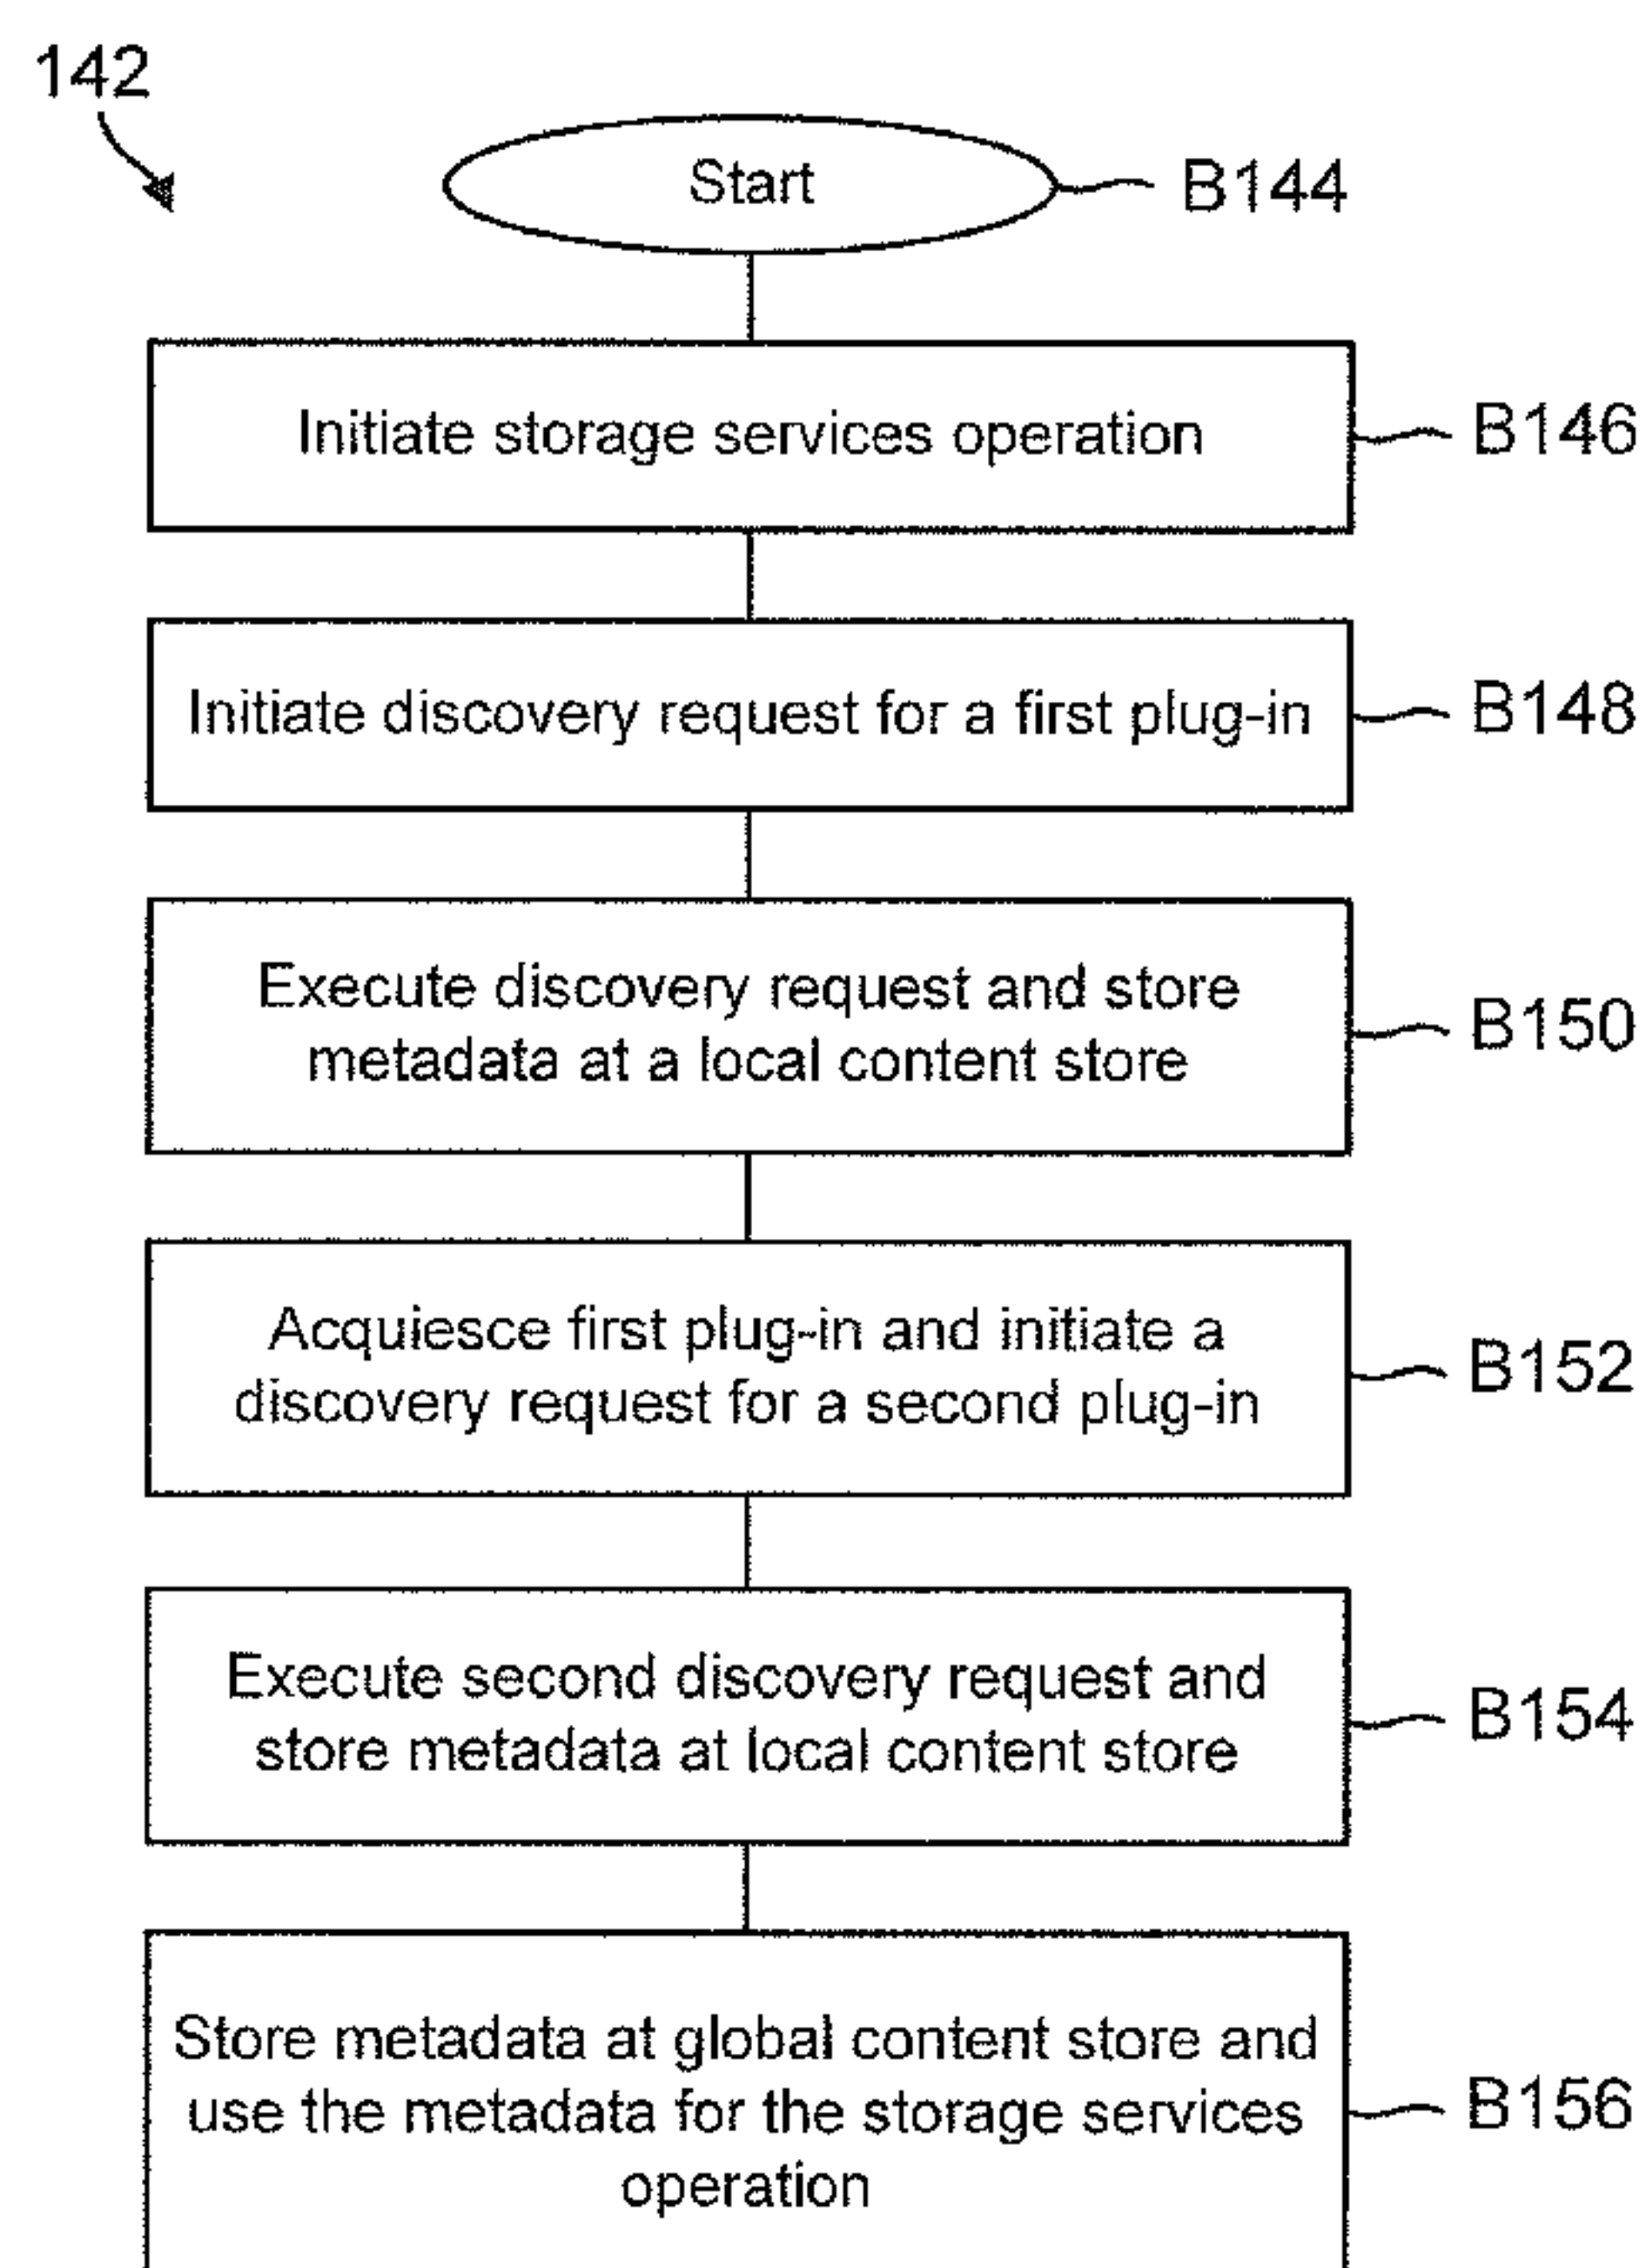 142
Start
B144
Initiate storage services operation
B146
Initiate discovery request for a first plug-in
B148
Execute discovery request and store
metadata at a local content store
B150
Acquiesce first plug-in and initiate a
discovery request for a second plug-in
B152
Execute second discovery request and
store metadata at local content store
B154
Store metadata at global content store and
use the metadata for the storage services
operation
B156